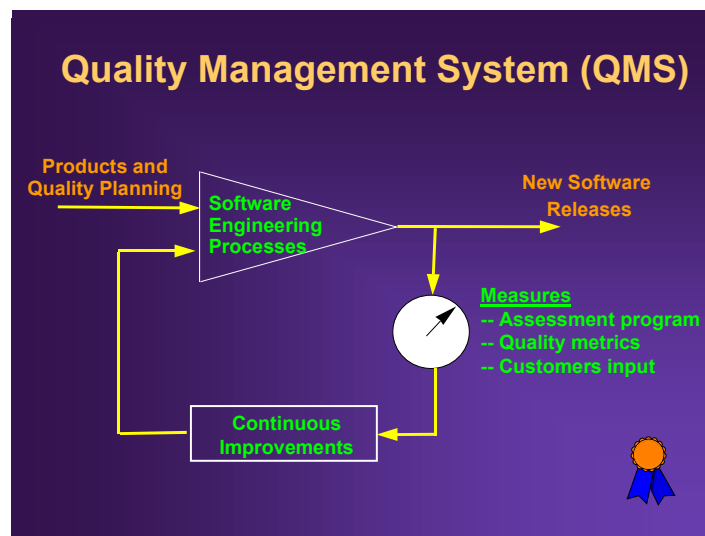 Quality Management System (QMS)
Products and
Quality Planning
Software
Engineering
Processes
New Software
Releases
Measures
-- Assessment program
-- Quality metrics
-- Customers input
Continuous
Improvements